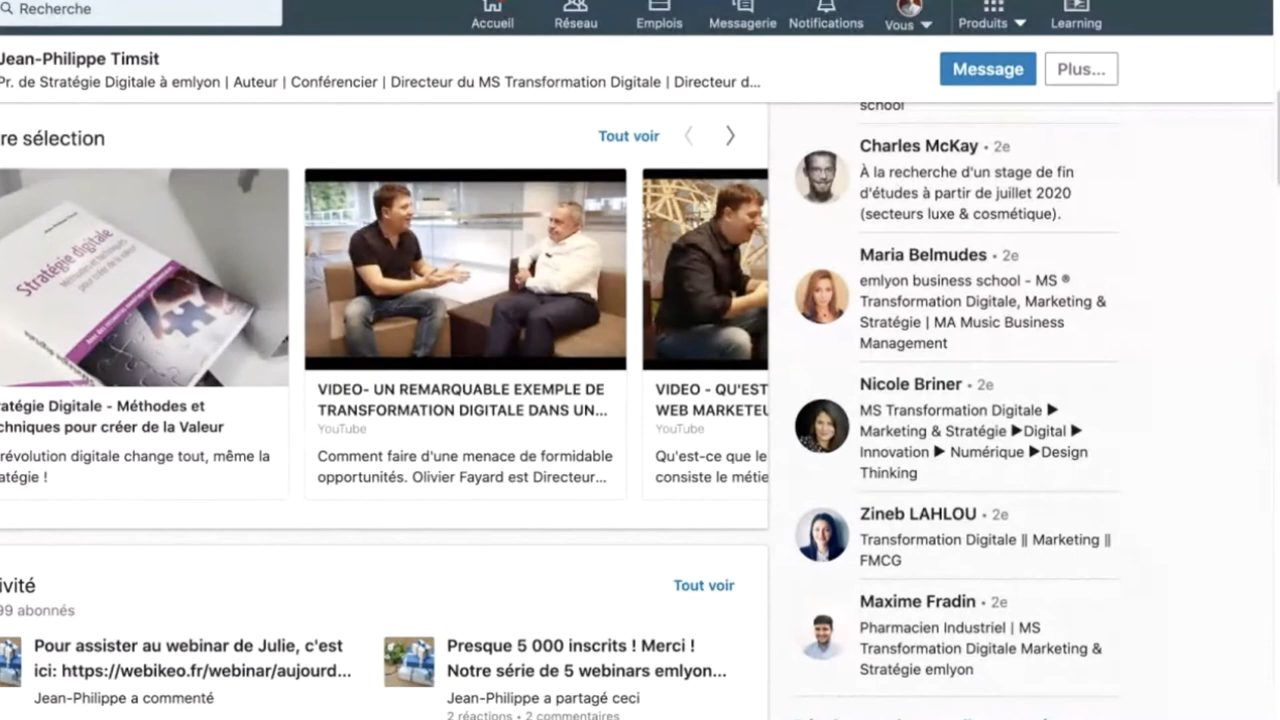 Recherche
Accueil
Réseau
Emplois
Messagerie
Notifications
Vous
Produits
Learning
Jean-Philippe Timsit
Pr. de Stratégie Digitale à emlyon | Auteur | Conférencier | Directeur du MS Transformation Digitale | Directeur d...
Message
Plus...
re sélection
Tout voir
Stratégie digitale
Méthodes et techniques
pour créer de la valeur
atégie Digitale - Méthodes et
chniques pour créer de la Valeur
révolution digitale change tout, même la
atégie !
VIDEO- UN REMARQUABLE EXEMPLE DE
TRANSFORMATION DIGITALE DANS UN...
YouTube
Comment faire d'une menace de formidable
opportunités. Olivier Fayard est Directeur...
VIDEO - QU'EST
WEB MARKETEU
YouTube
Qu'est-ce que le
consiste le métie
ivité
99 abonnés
Tout voir
Pour assister au webinar de Julie, c'est
ici: https://webikeo.fr/webinar/aujourd...
Jean-Philippe a commenté
Presque 5 000 inscrits ! Merci !
Notre série de 5 webinars emlyon...
Jean-Philippe a partagé ceci
2 réactions • 2 commentaires
school
Charles McKay • 2e
À la recherche d'un stage de fin
d'études à partir de juillet 2020
(secteurs luxe & cosmétique).
Maria Belmudes • 2e
emlyon business school - MS ®
Transformation Digitale, Marketing &
Stratégie | MA Music Business
Management
Nicole Briner • 2e
MS Transformation Digitale ▶
Marketing & Stratégie ▶Digital ▶
Innovation ▶ Numérique ▶Design
Thinking
Zineb LAHLOU • 2e
Transformation Digitale || Marketing ||
FMCG
Maxime Fradin • 2e
Pharmacien Industriel | MS
Transformation Digitale Marketing &
Stratégie emlyon